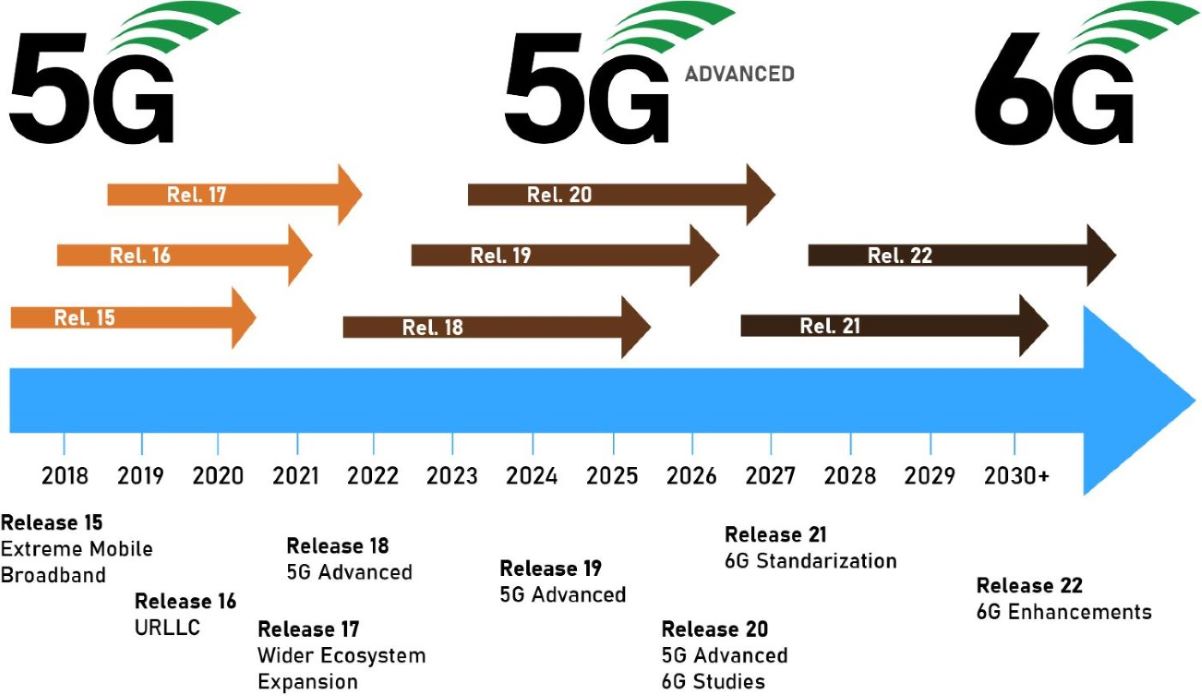 5G
5G
ADVANCED
6G
Rel. 17
Rel. 20
Rel. 16
Rel. 19
Rel. 22
Rel. 15
Rel. 18
Rel. 21
2018 2019 2020 2021 2022 2023 2024 2025 2026 2027 2028 2029 2030+
Release 15
Extreme Mobile
Broadband
Release 16
URLLC
Release 17
Wider Ecosystem
Expansion
Release 18
5G Advanced
Release 19
5G Advanced
Release 20
5G Advanced
6G Studies
Release 21
6G Standarization
Release 22
6G Enhancements